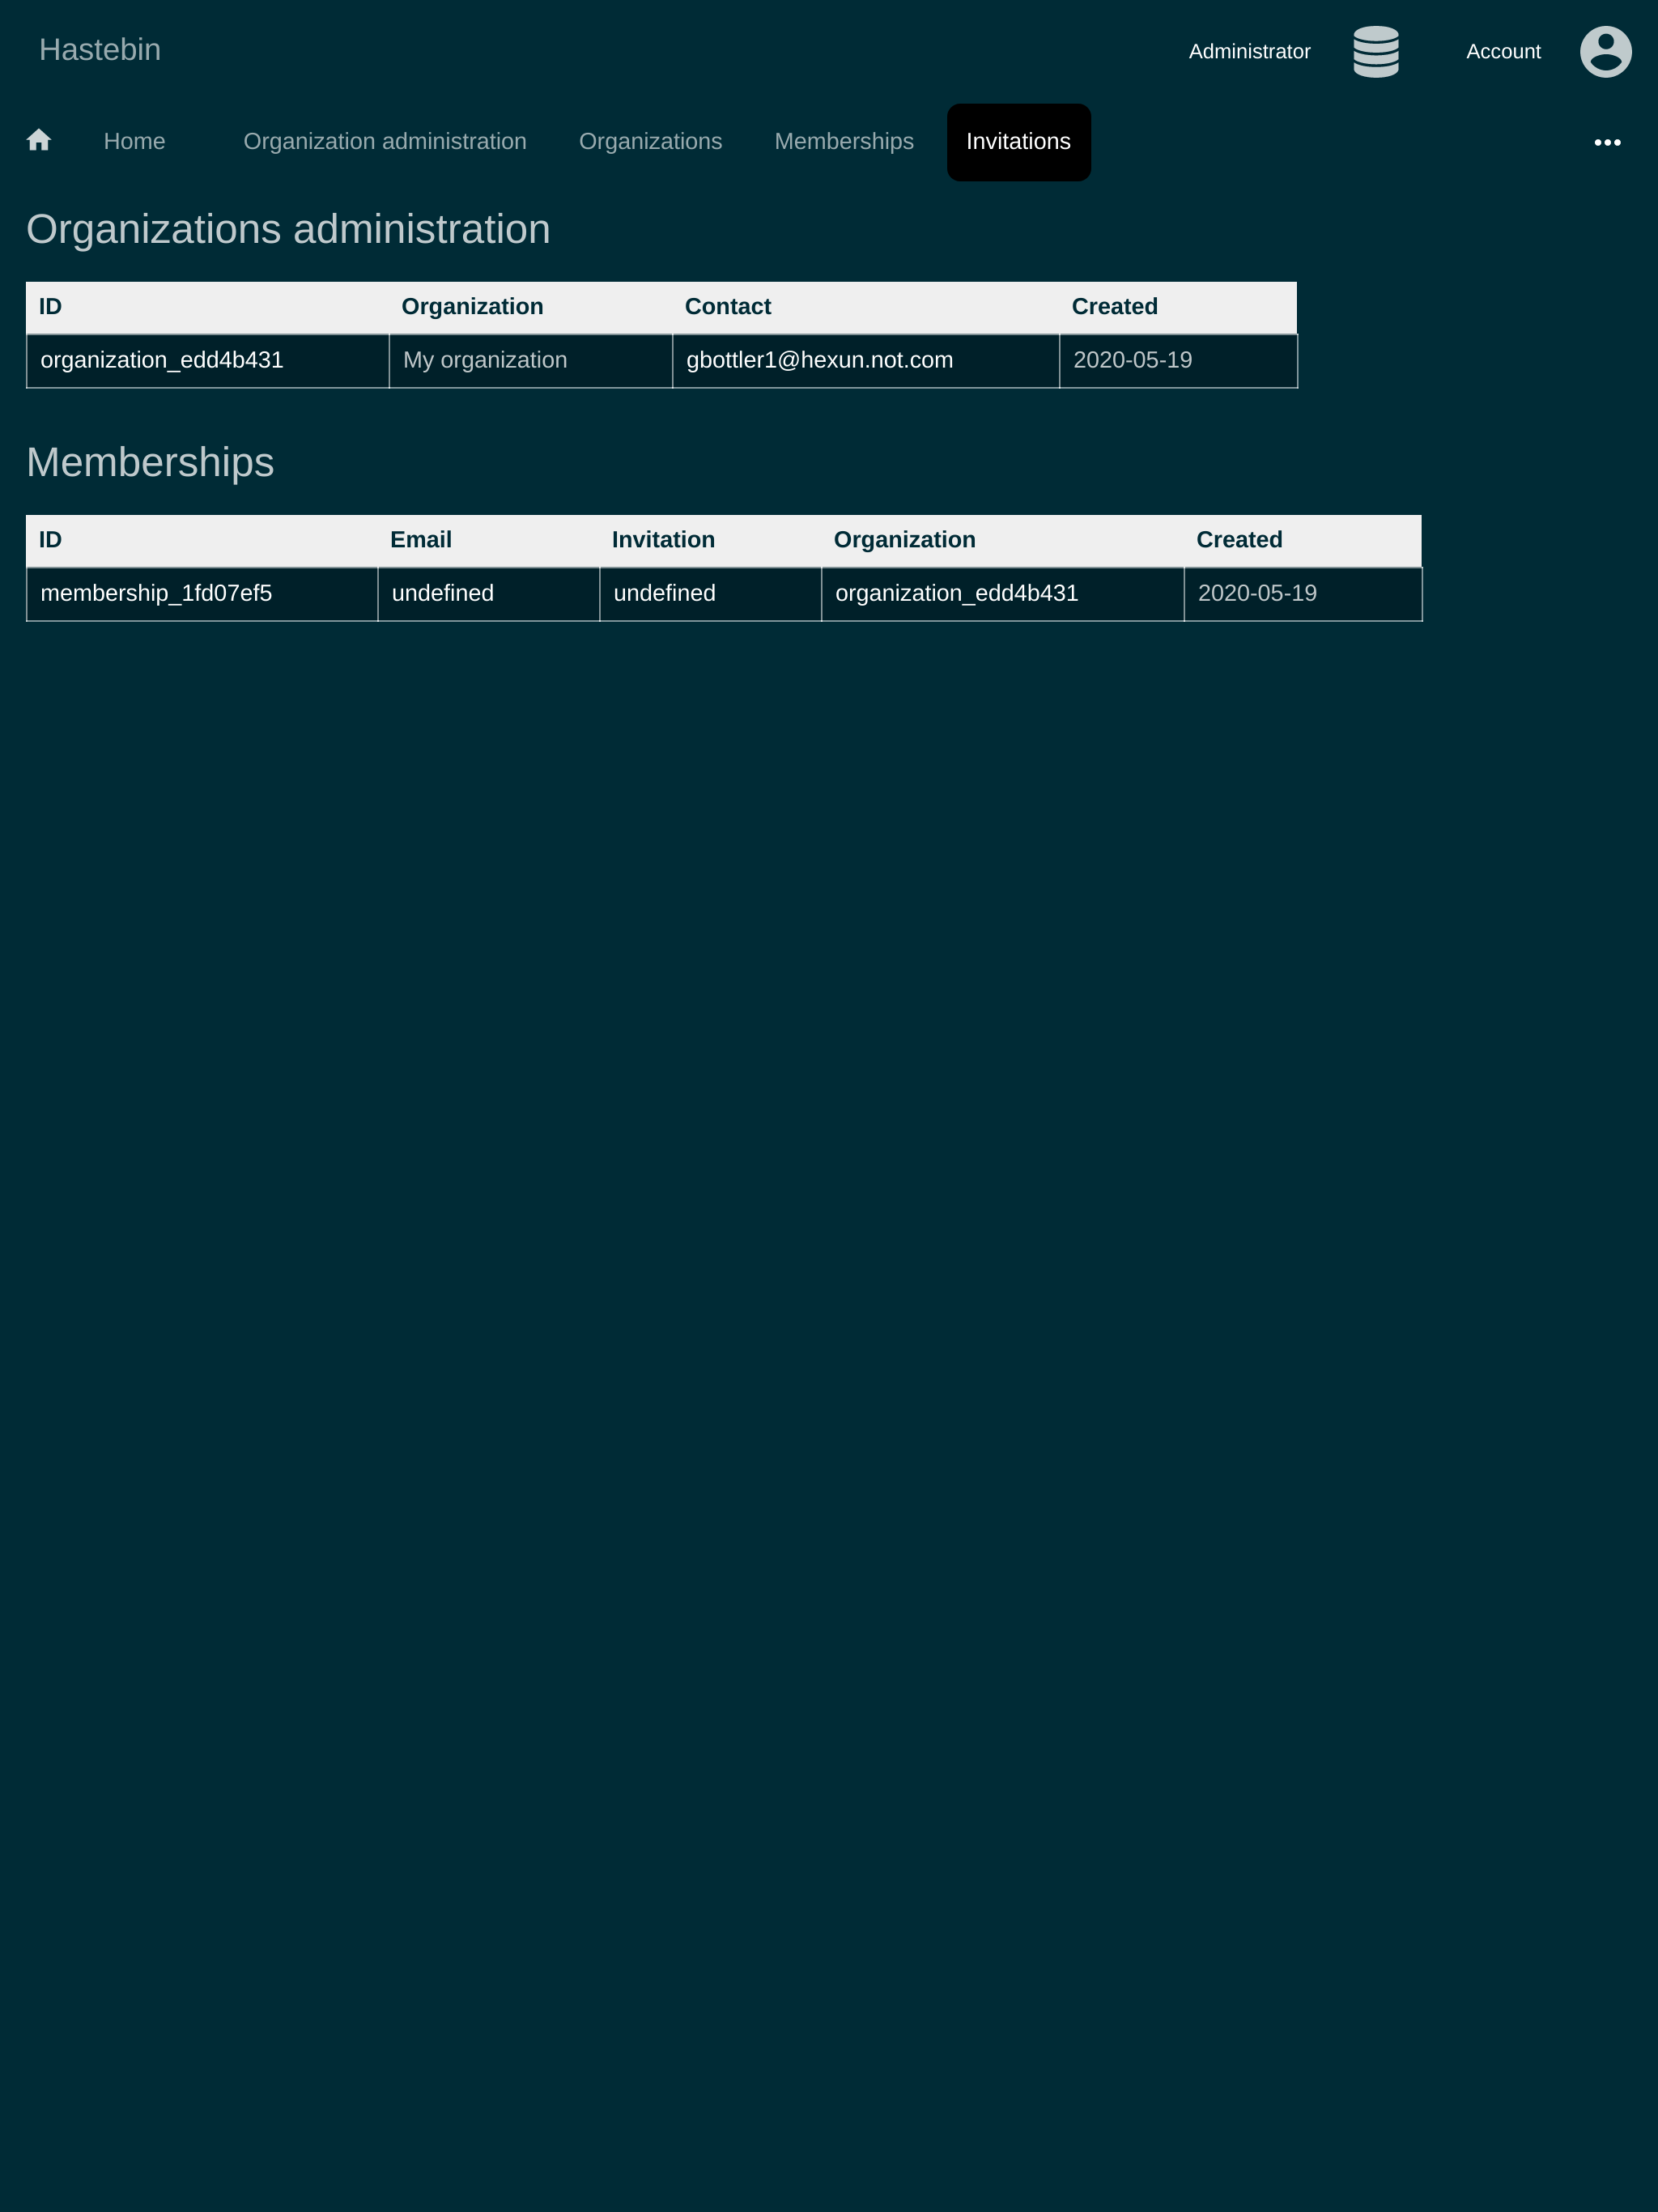 Hastebin
Administrator
Account
Home
Organization administration
Organizations
Memberships
Invitations
Organizations administration
ID Organization Contact Created
organization_edd4b431 My organization gbottler1@hexun.not.com 2020-05-19
Memberships
ID Email Invitation Organization Created
membership_1fd07ef5 undefined undefined organization_edd4b431 2020-05-19